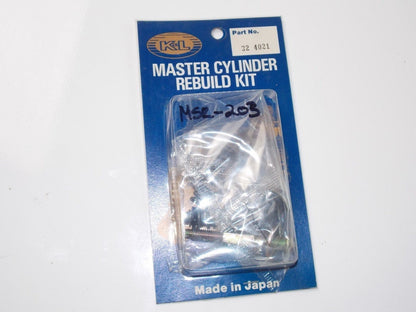 Part No.
32 4021
K&L
MASTER CYLINDER
REBUILD KIT
MSR-203
Made in Japan